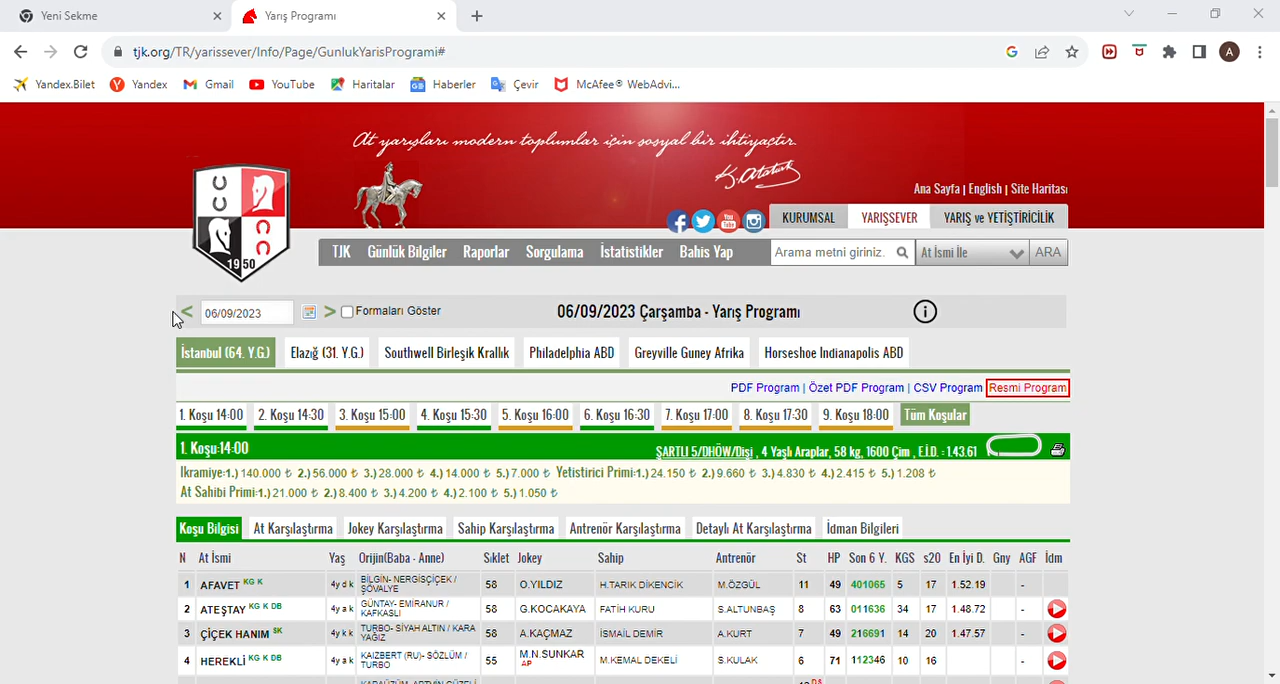 Yeni Sekme
Yarış Programı
tjk.org/TR/yarissever/Info/Page/GunlukYarisProgrami#
A
Yandex.Bilet Yandex Gmail YouTube Haritalar Haberler Çevir McAfee® WebAdvi...
At yarışları modern toplumlar için sosyal bir ihtiyaçtır.
K. Atatürk
Ana Sayfa | English | Site Haritası
KURUMSAL YARIŞSEVER YARIŞ ve YETİŞTİRİCİLİK
1950
TJK Günlük Bilgiler Raporlar Sorgulama İstatistikler Bahis Yap Arama metni giriniz. At İsmi İle ARA
< 06/09/2023 > Formaları Göster 06/09/2023 Çarşamba - Yarış Programı
İstanbul (64. Y.G.) Elazığ (31. Y.G.) Southwell Birleşik Krallık Philadelphia ABD Greyville Guney Afrika Horseshoe Indianapolis ABD
PDF Program | Özet PDF Program | CSV Program Resmi Program
1. Koşu 14:00 2. Koşu 14:30 3. Koşu 15:00 4. Koşu 15:30 5. Koşu 16:00 6. Koşu 16:30 7. Koşu 17:00 8. Koşu 17:30 9. Koşu 18:00 Tüm Koşular
1. Koşu:14:00 ŞARTLI 5/DHÖW/Dişi , 4 Yaşlı Araplar, 58 kg, 1600 Çim , E.İ.D. : 1.43.61
Ikramiye:1.) 140.000 ₺ 2.) 56.000 ₺ 3.) 28.000 ₺ 4.) 14.000 ₺ 5.) 7.000 ₺ Yetistirici Primi:1.) 24.150 ₺ 2.) 9.660 ₺ 3.) 4.830 ₺ 4.) 2.415 ₺ 5.) 1.208 ₺
At Sahibi Primi:1.) 21.000 ₺ 2.) 8.400 ₺ 3.) 4.200 ₺ 4.) 2.100 ₺ 5.) 1.050 ₺
Koşu Bilgisi At Karşılaştırma Jokey Karşılaştırma Sahip Karşılaştırma Antrenör Karşılaştırma Detaylı At Karşılaştırma İdman Bilgileri
N At İsmi Yaş Orijin(Baba - Anne) Sıklet Jokey Sahip Antrenör St HP Son 6 Y. KGS s20 En İyi D. Gny AGF İdm
1 AFAVET KG K 4y d k BİLGİN- NERGİSÇİÇEK / ŞÖVALYE 58 O.YILDIZ H.TARIK DİKENCİK M.ÖZGÜL 11 49 401065 5 17 1.52.19 -
2 ATEŞTAY KG K DB 4y a k GÜNTAY- EMİRANUR / KAFKASLI 58 G.KOCAKAYA FATİH KURU S.ALTUNBAŞ 8 63 011636 34 17 1.48.72 -
3 ÇİÇEK HANIM SK 4y k k TURBO- SİYAH ALTIN / KARA YAĞIZ 58 A.KAÇMAZ İSMAİL DEMİR A.KURT 7 49 216691 14 20 1.47.57 -
4 HEREKLİ KG K DB 4y a k KAIZBERT (RU)- SÖZLÜM / TURBO 55 M.N.SUNKAR AP M.KEMAL DEKELİ S.KULAK 6 71 112346 10 16 -
DS